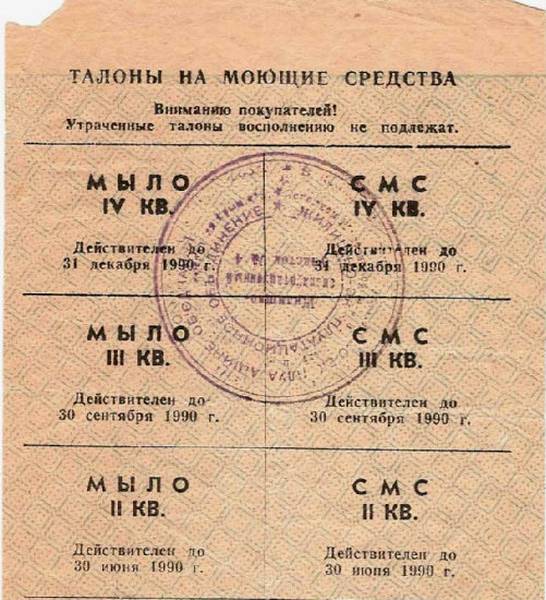 ТАЛОНЫ НА МОЮЩИЕ СРЕДСТВА
Вниманию покупателей!
Утраченные талоны восполнению не подлежат.
МЫЛО
IV КВ.
Действителен до
31 декабря 1990 г.
СМС
IV КВ.
Действителен до
31 декабря 1990 г.
МЫЛО
III КВ.
Действителен до
30 сентября 1990 г.
СМС
III КВ.
Действителен до
30 сентября 1990 г.
МЫЛО
II КВ.
Действителен до
30 июня 1990 г.
СМС
II КВ.
Действителен до
30 июня 1990 г.